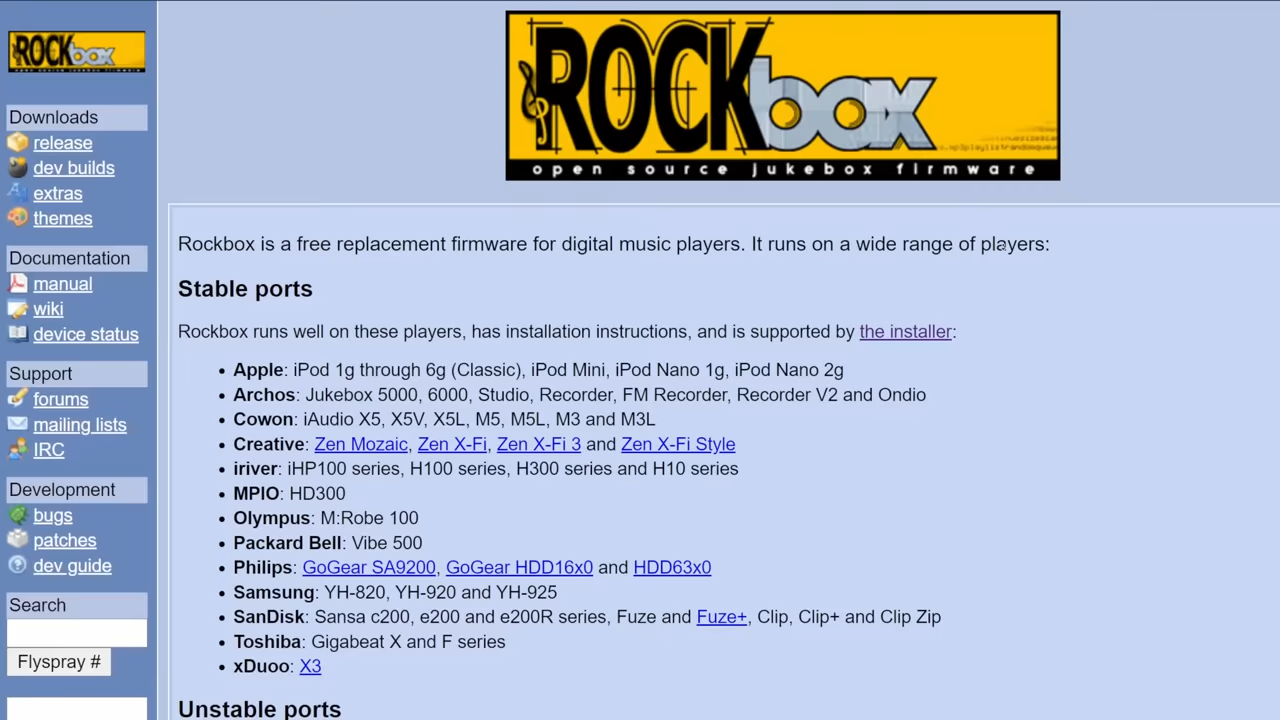 ROCKbox
open source jukebox firmware
Downloads
release
dev builds
extras
themes
Documentation
manual
wiki
device status
Support
forums
mailing lists
IRC
Development
bugs
patches
dev guide
Search
Flyspray #
ROCKbox
open source jukebox firmware
Rockbox is a free replacement firmware for digital music players. It runs on a wide range of players:
Stable ports
Rockbox runs well on these players, has installation instructions, and is supported by the installer:
• Apple: iPod 1g through 6g (Classic), iPod Mini, iPod Nano 1g, iPod Nano 2g
• Archos: Jukebox 5000, 6000, Studio, Recorder, FM Recorder, Recorder V2 and Ondio
• Cowon: iAudio X5, X5V, X5L, M5, M5L, M3 and M3L
• Creative: Zen Mozaic, Zen X-Fi, Zen X-Fi 3 and Zen X-Fi Style
• iriver: iHP100 series, H100 series, H300 series and H10 series
• MPIO: HD300
• Olympus: M:Robe 100
• Packard Bell: Vibe 500
• Philips: GoGear SA9200, GoGear HDD16x0 and HDD63x0
• Samsung: YH-820, YH-920 and YH-925
• SanDisk: Sansa c200, e200 and e200R series, Fuze and Fuze+, Clip, Clip+ and Clip Zip
• Toshiba: Gigabeat X and F series
• xDuoo: X3
Unstable ports